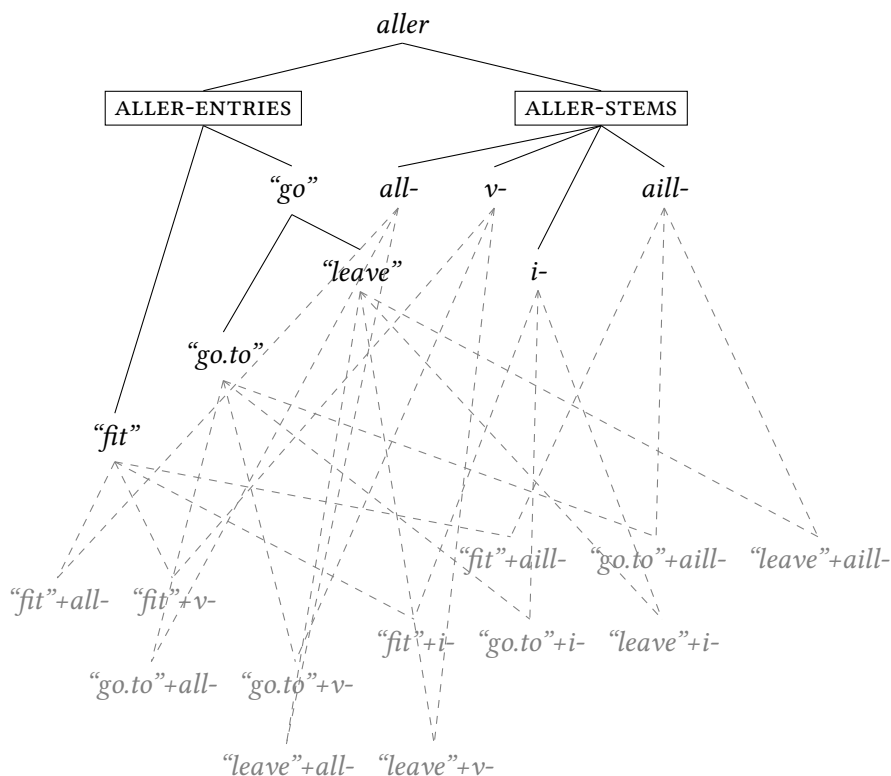 aller
ALLER-ENTRIES ALLER-STEMS
“go” all- v- aill-
“leave” i-
“go.to”
“fit”
“fit”+aill- “go.to”+aill- “leave”+aill-
“fit”+all- “fit”+v-
“fit”+i- “go.to”+i- “leave”+i-
“go.to”+all- “go.to”+v-
“leave”+all- “leave”+v-